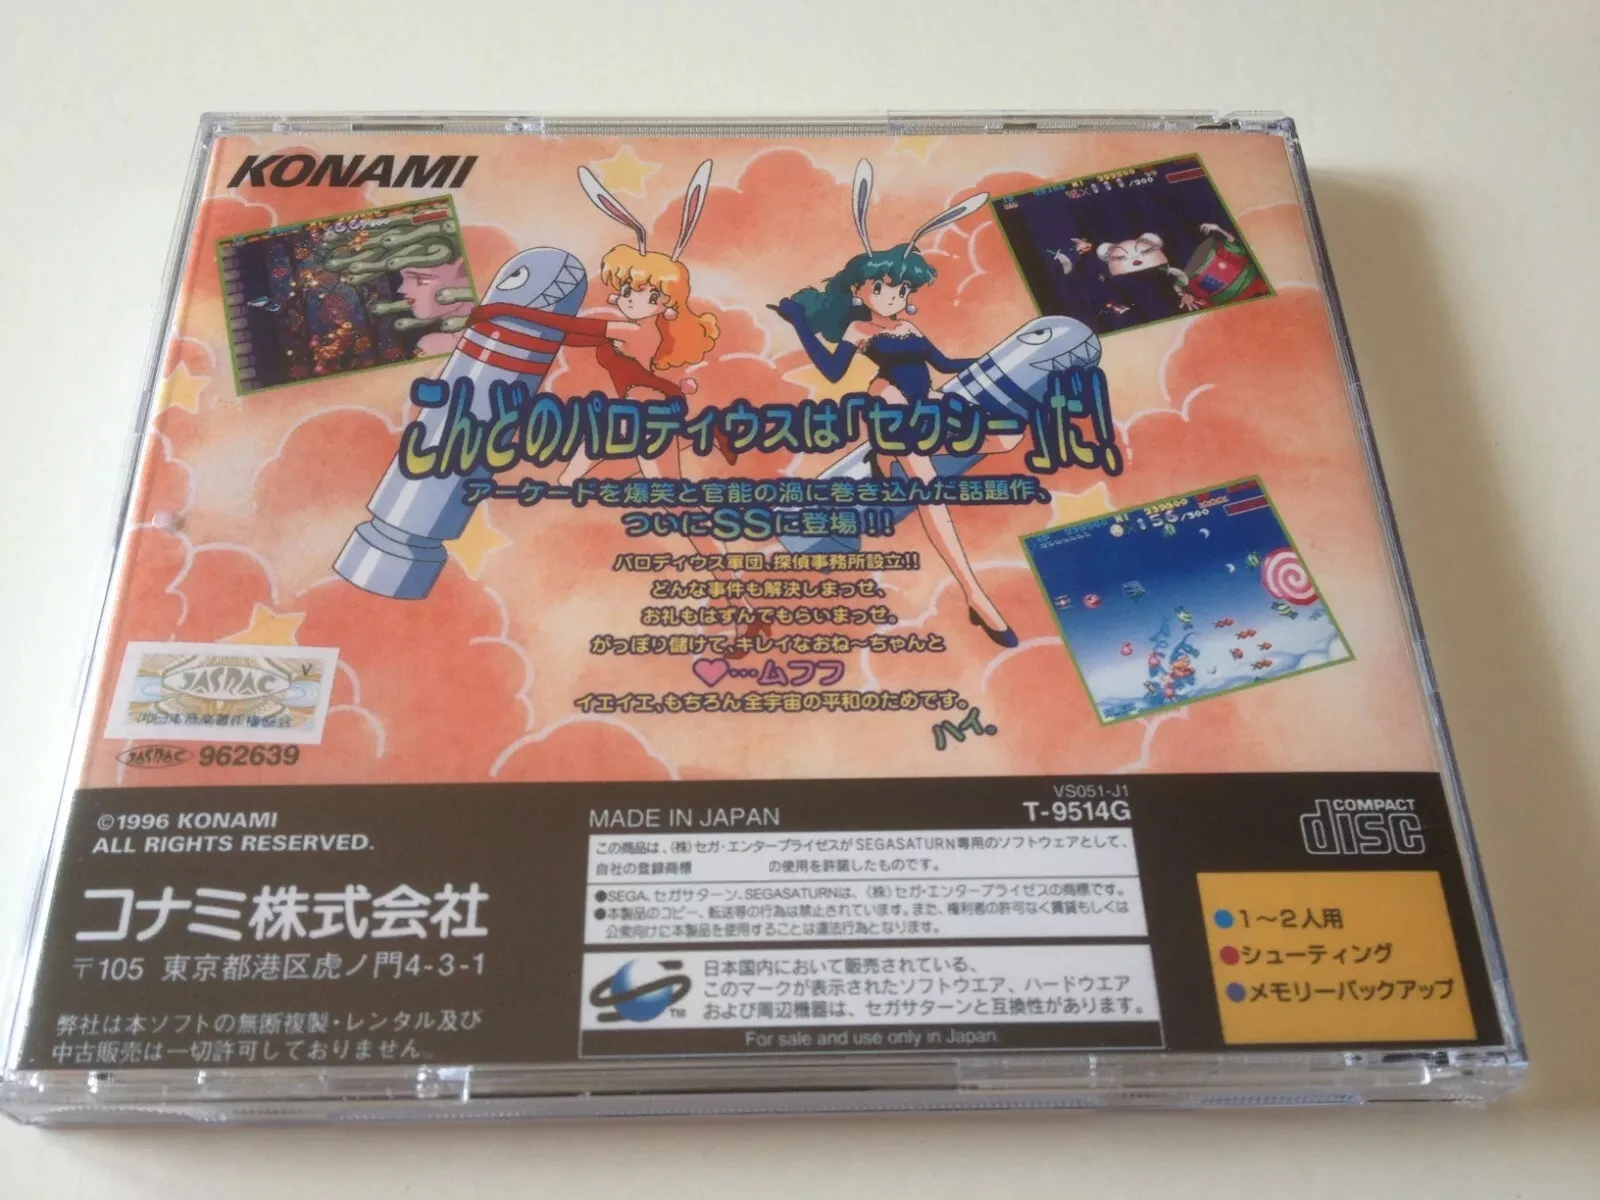 KONAMI
こんどのパロディウスは「セクシー」だ!
アーケードを爆笑と官能の渦に巻き込んだ話題作、
ついにSSに登場!!
パロディウス軍団、探偵事務所設立!!
どんな事件も解決しまっせ、
お礼もはずんでもらいまっせ。
がっぽり儲けて、キレイなおね〜ちゃんと
♥…ムフフ
イエイエ、もちろん全宇宙の平和のためです。
ハイ。
JASRAC
V
JASRAC 962639
©1996 KONAMI
ALL RIGHTS RESERVED.
コナミ株式会社
〒105 東京都港区虎ノ門4-3-1
弊社は本ソフトの無断複製・レンタル及び
中古販売は一切許可しておりません。
MADE IN JAPAN
VS051-J1
T-9514G
この商品は、(株)セガ・エンタープライゼスがSEGASATURN専用のソフトウェアとして、
自社の登録商標 の使用を許諾したものです。
●SEGA、セガサターン、SEGASATURNは、(株)セガ・エンタープライゼスの商標です。
●本製品のコピー、転送等の行為は禁止されています。また、権利者の許可なく賃貸もしくは
公衆向けに本製品を使用することは違法行為となります。
日本国内において販売されている、
このマークが表示されたソフトウエア、ハードウエア
および周辺機器は、セガサターンと互換性があります。
TM
For sale and use only in Japan.
COMPACT
disc
●1〜2人用
●シューティング
●メモリーバックアップ